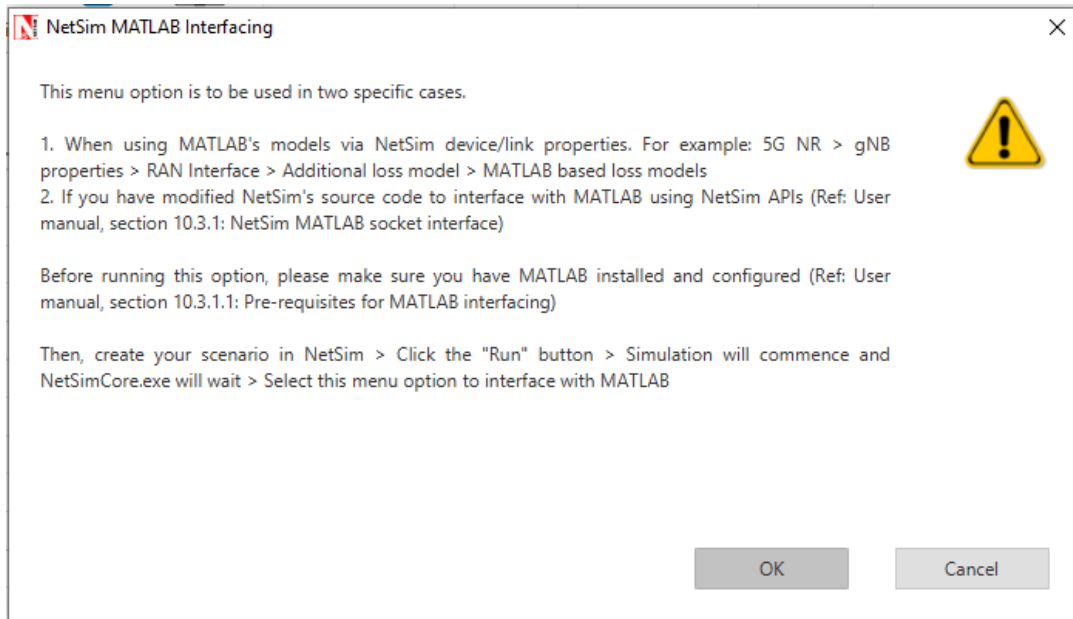 NetSim MATLAB Interfacing
This menu option is to be used in two specific cases.
1. When using MATLAB's models via NetSim device/link properties. For example: 5G NR > gNB
properties > RAN Interface > Additional loss model > MATLAB based loss models
2. If you have modified NetSim's source code to interface with MATLAB using NetSim APIs (Ref: User
manual, section 10.3.1: NetSim MATLAB socket interface)
Before running this option, please make sure you have MATLAB installed and configured (Ref: User
manual, section 10.3.1.1: Pre-requisites for MATLAB interfacing)
Then, create your scenario in NetSim > Click the "Run" button > Simulation will commence and
NetSimCore.exe will wait > Select this menu option to interface with MATLAB
OK
Cancel